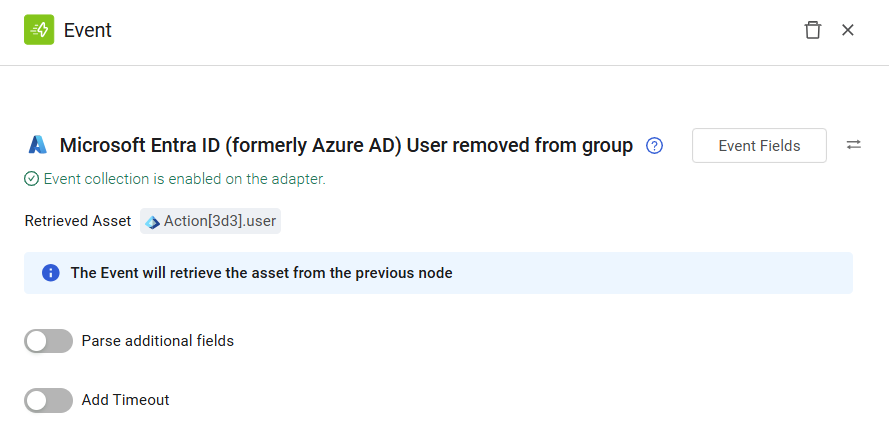 Event
Microsoft Entra ID (formerly Azure AD) User removed from group
Event Fields
Event collection is enabled on the adapter.
Retrieved Asset Action[3d3].user
The Event will retrieve the asset from the previous node
Parse additional fields
Add Timeout